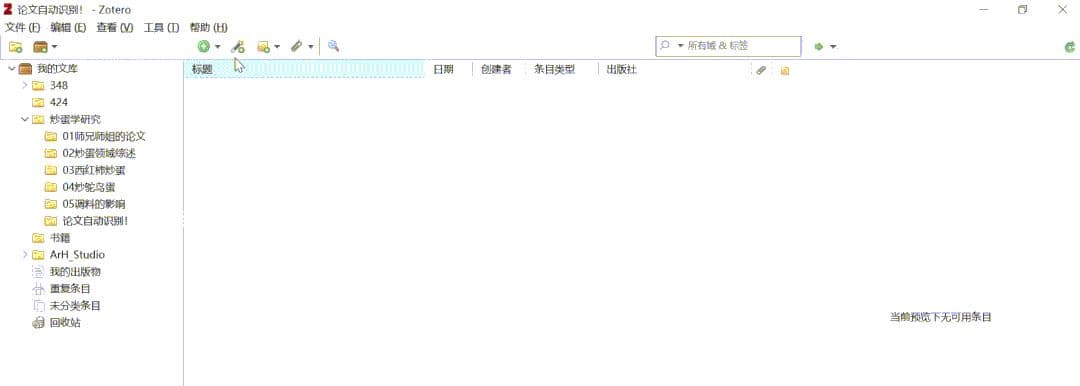 Z 论文自动识别! - Zotero
文件 (F) 编辑 (E) 查看 (V) 工具 (T) 帮助 (H)
所有域 & 标签
我的文库
标题 日期 创建者 条目类型 出版社
348
424
炒蛋学研究
01师兄师姐的论文
02炒蛋领域综述
03西红柿炒蛋
04炒鸵鸟蛋
05调料的影响
论文自动识别!
书籍
ArH_Studio
我的出版物
重复条目
未分类条目
回收站
当前预览下无可用条目